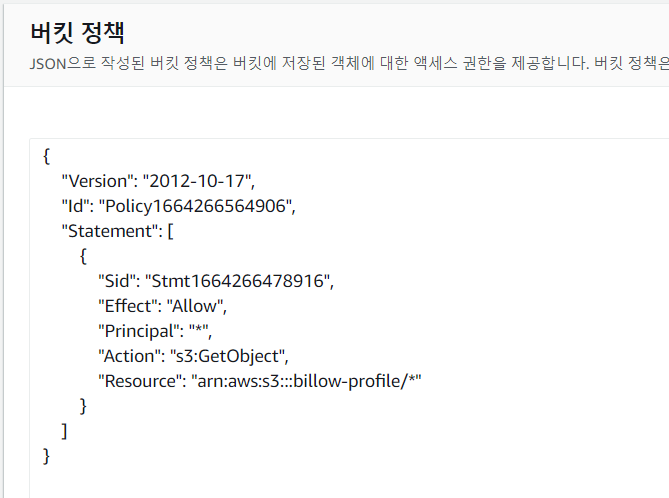 버킷 정책
JSON으로 작성된 버킷 정책은 버킷에 저장된 객체에 대한 액세스 권한을 제공합니다. 버킷 정책은
{
"Version": "2012-10-17",
"Id": "Policy1664266564906",
"Statement": [
{
"Sid": "Stmt1664266478916",
"Effect": "Allow",
"Principal": "*",
"Action": "s3:GetObject",
"Resource": "arn:aws:s3:::billow-profile/*"
}
]
}